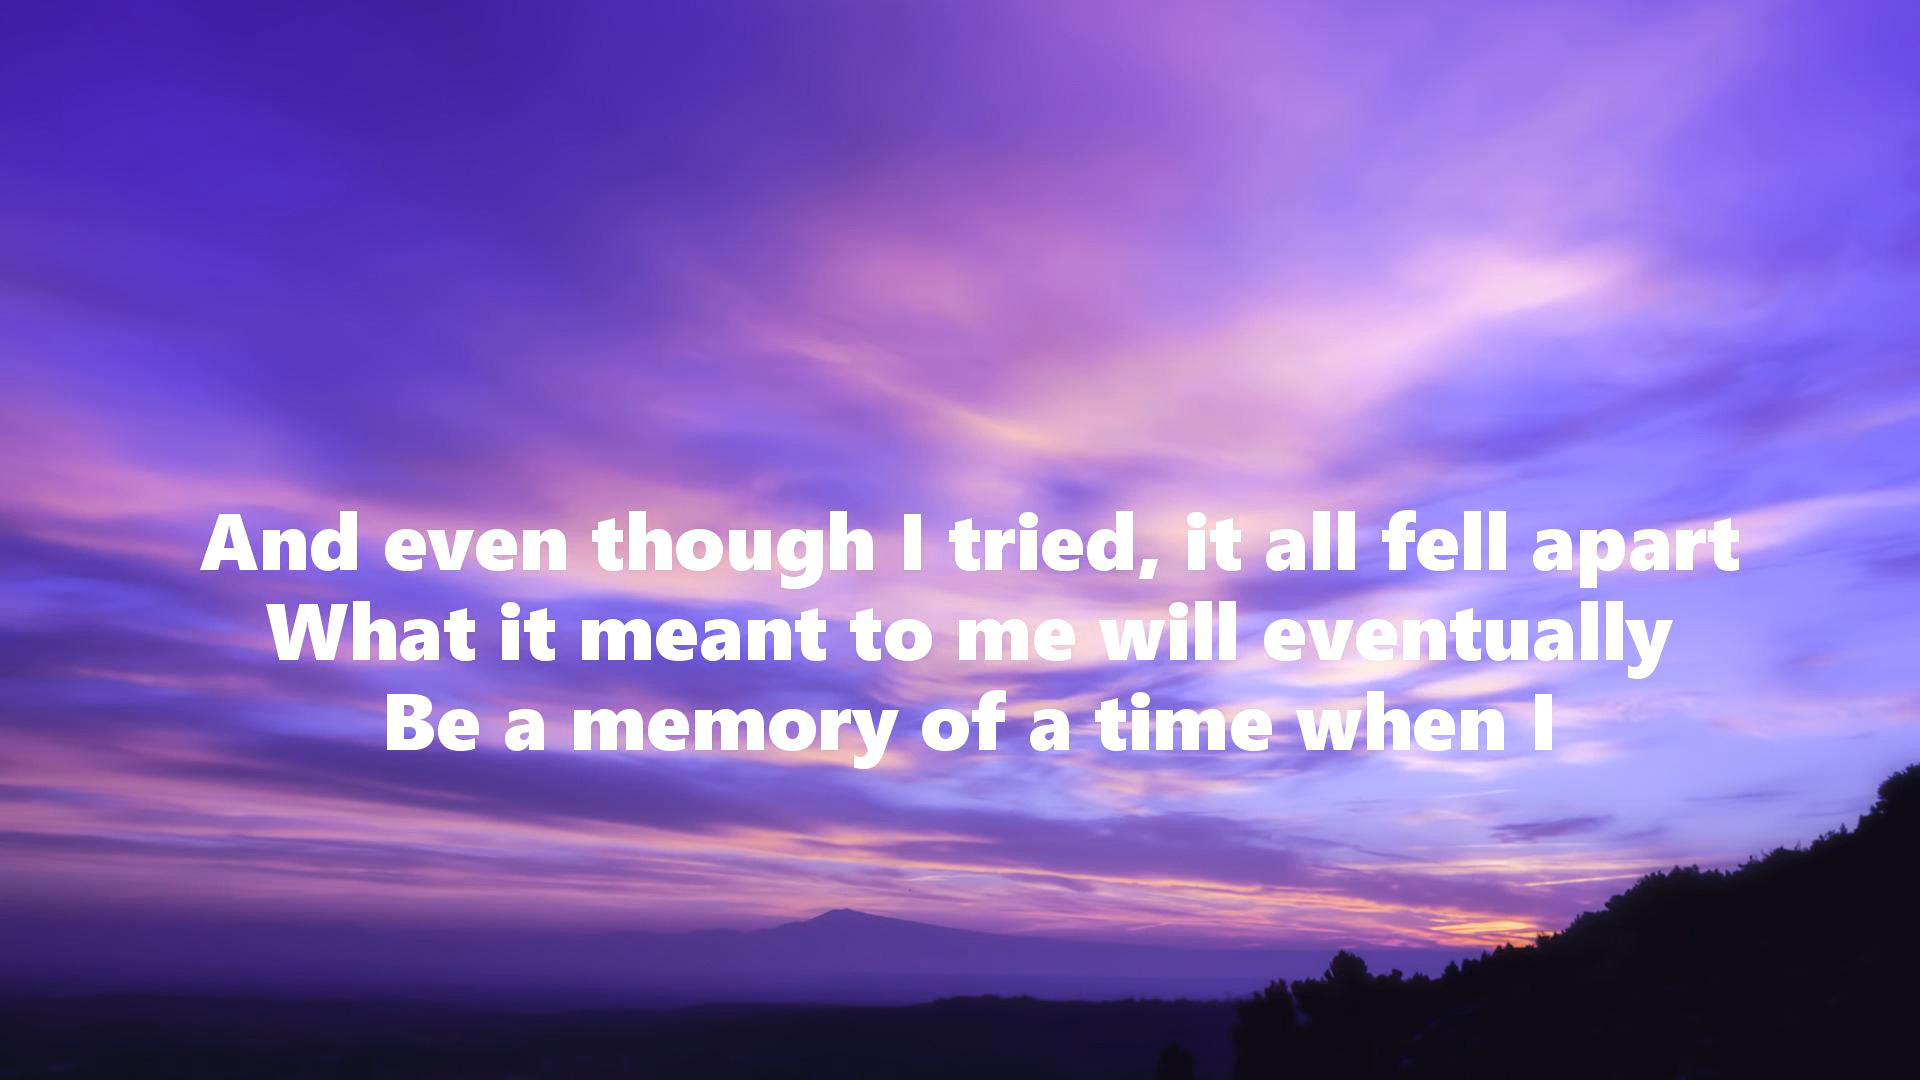 And even though I tried, it all fell apart
What it meant to me will eventually
Be a memory of a time when I